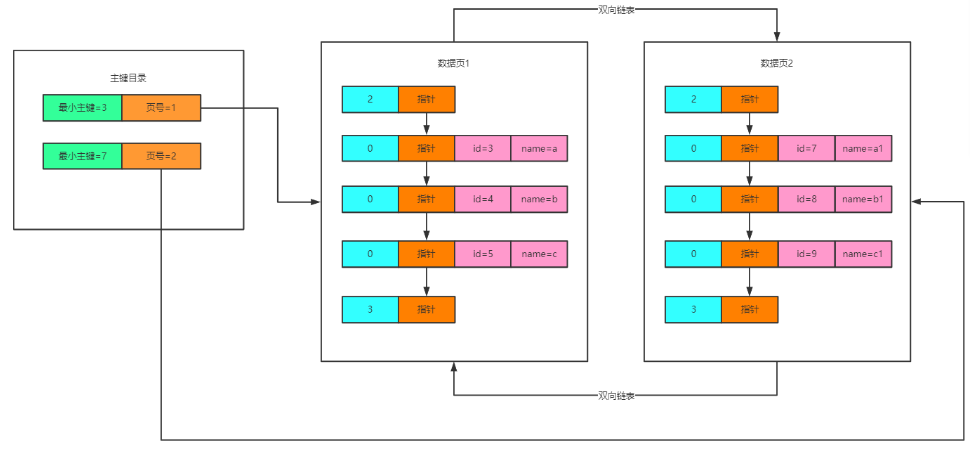 双向链表
主键目录
最小主键=3 页号=1
最小主键=7 页号=2
数据页1
2 指针
0 指针 id=3 name=a
0 指针 id=4 name=b
0 指针 id=5 name=c
3 指针
数据页2
2 指针
0 指针 id=7 name=a1
0 指针 id=8 name=b1
0 指针 id=9 name=c1
3 指针
双向链表